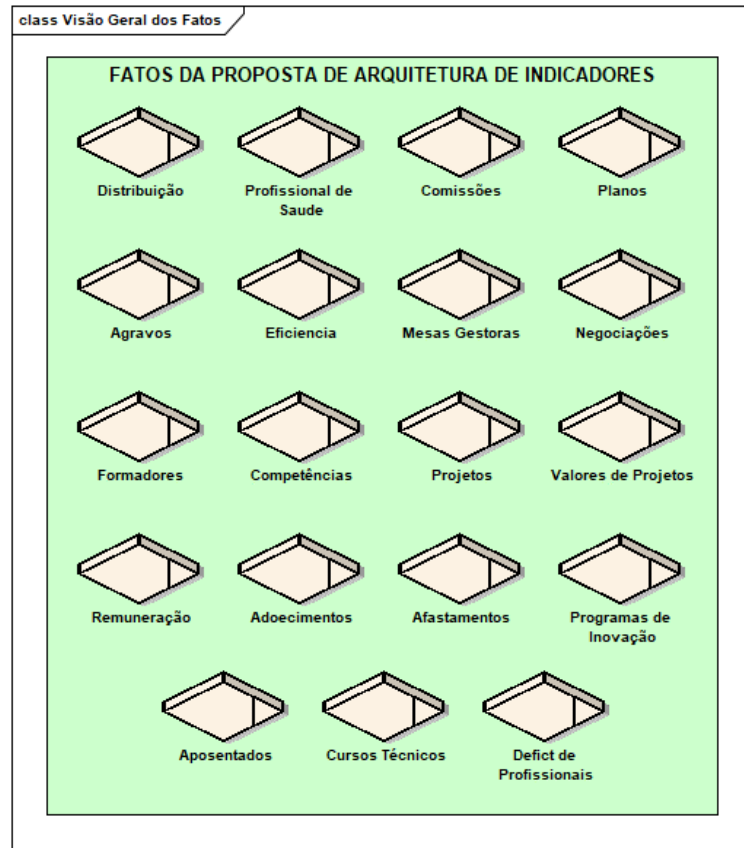 class Visão Geral dos Fatos
FATOS DA PROPOSTA DE ARQUITETURA DE INDICADORES
Distribuição
Profissional de
Saude
Comissões
Planos
Agravos
Eficiencia
Mesas Gestoras
Negociações
Formadores
Competências
Projetos
Valores de Projetos
Remuneração
Adoecimentos
Afastamentos
Programas de
Inovação
Aposentados
Cursos Técnicos
Defict de
Profissionais